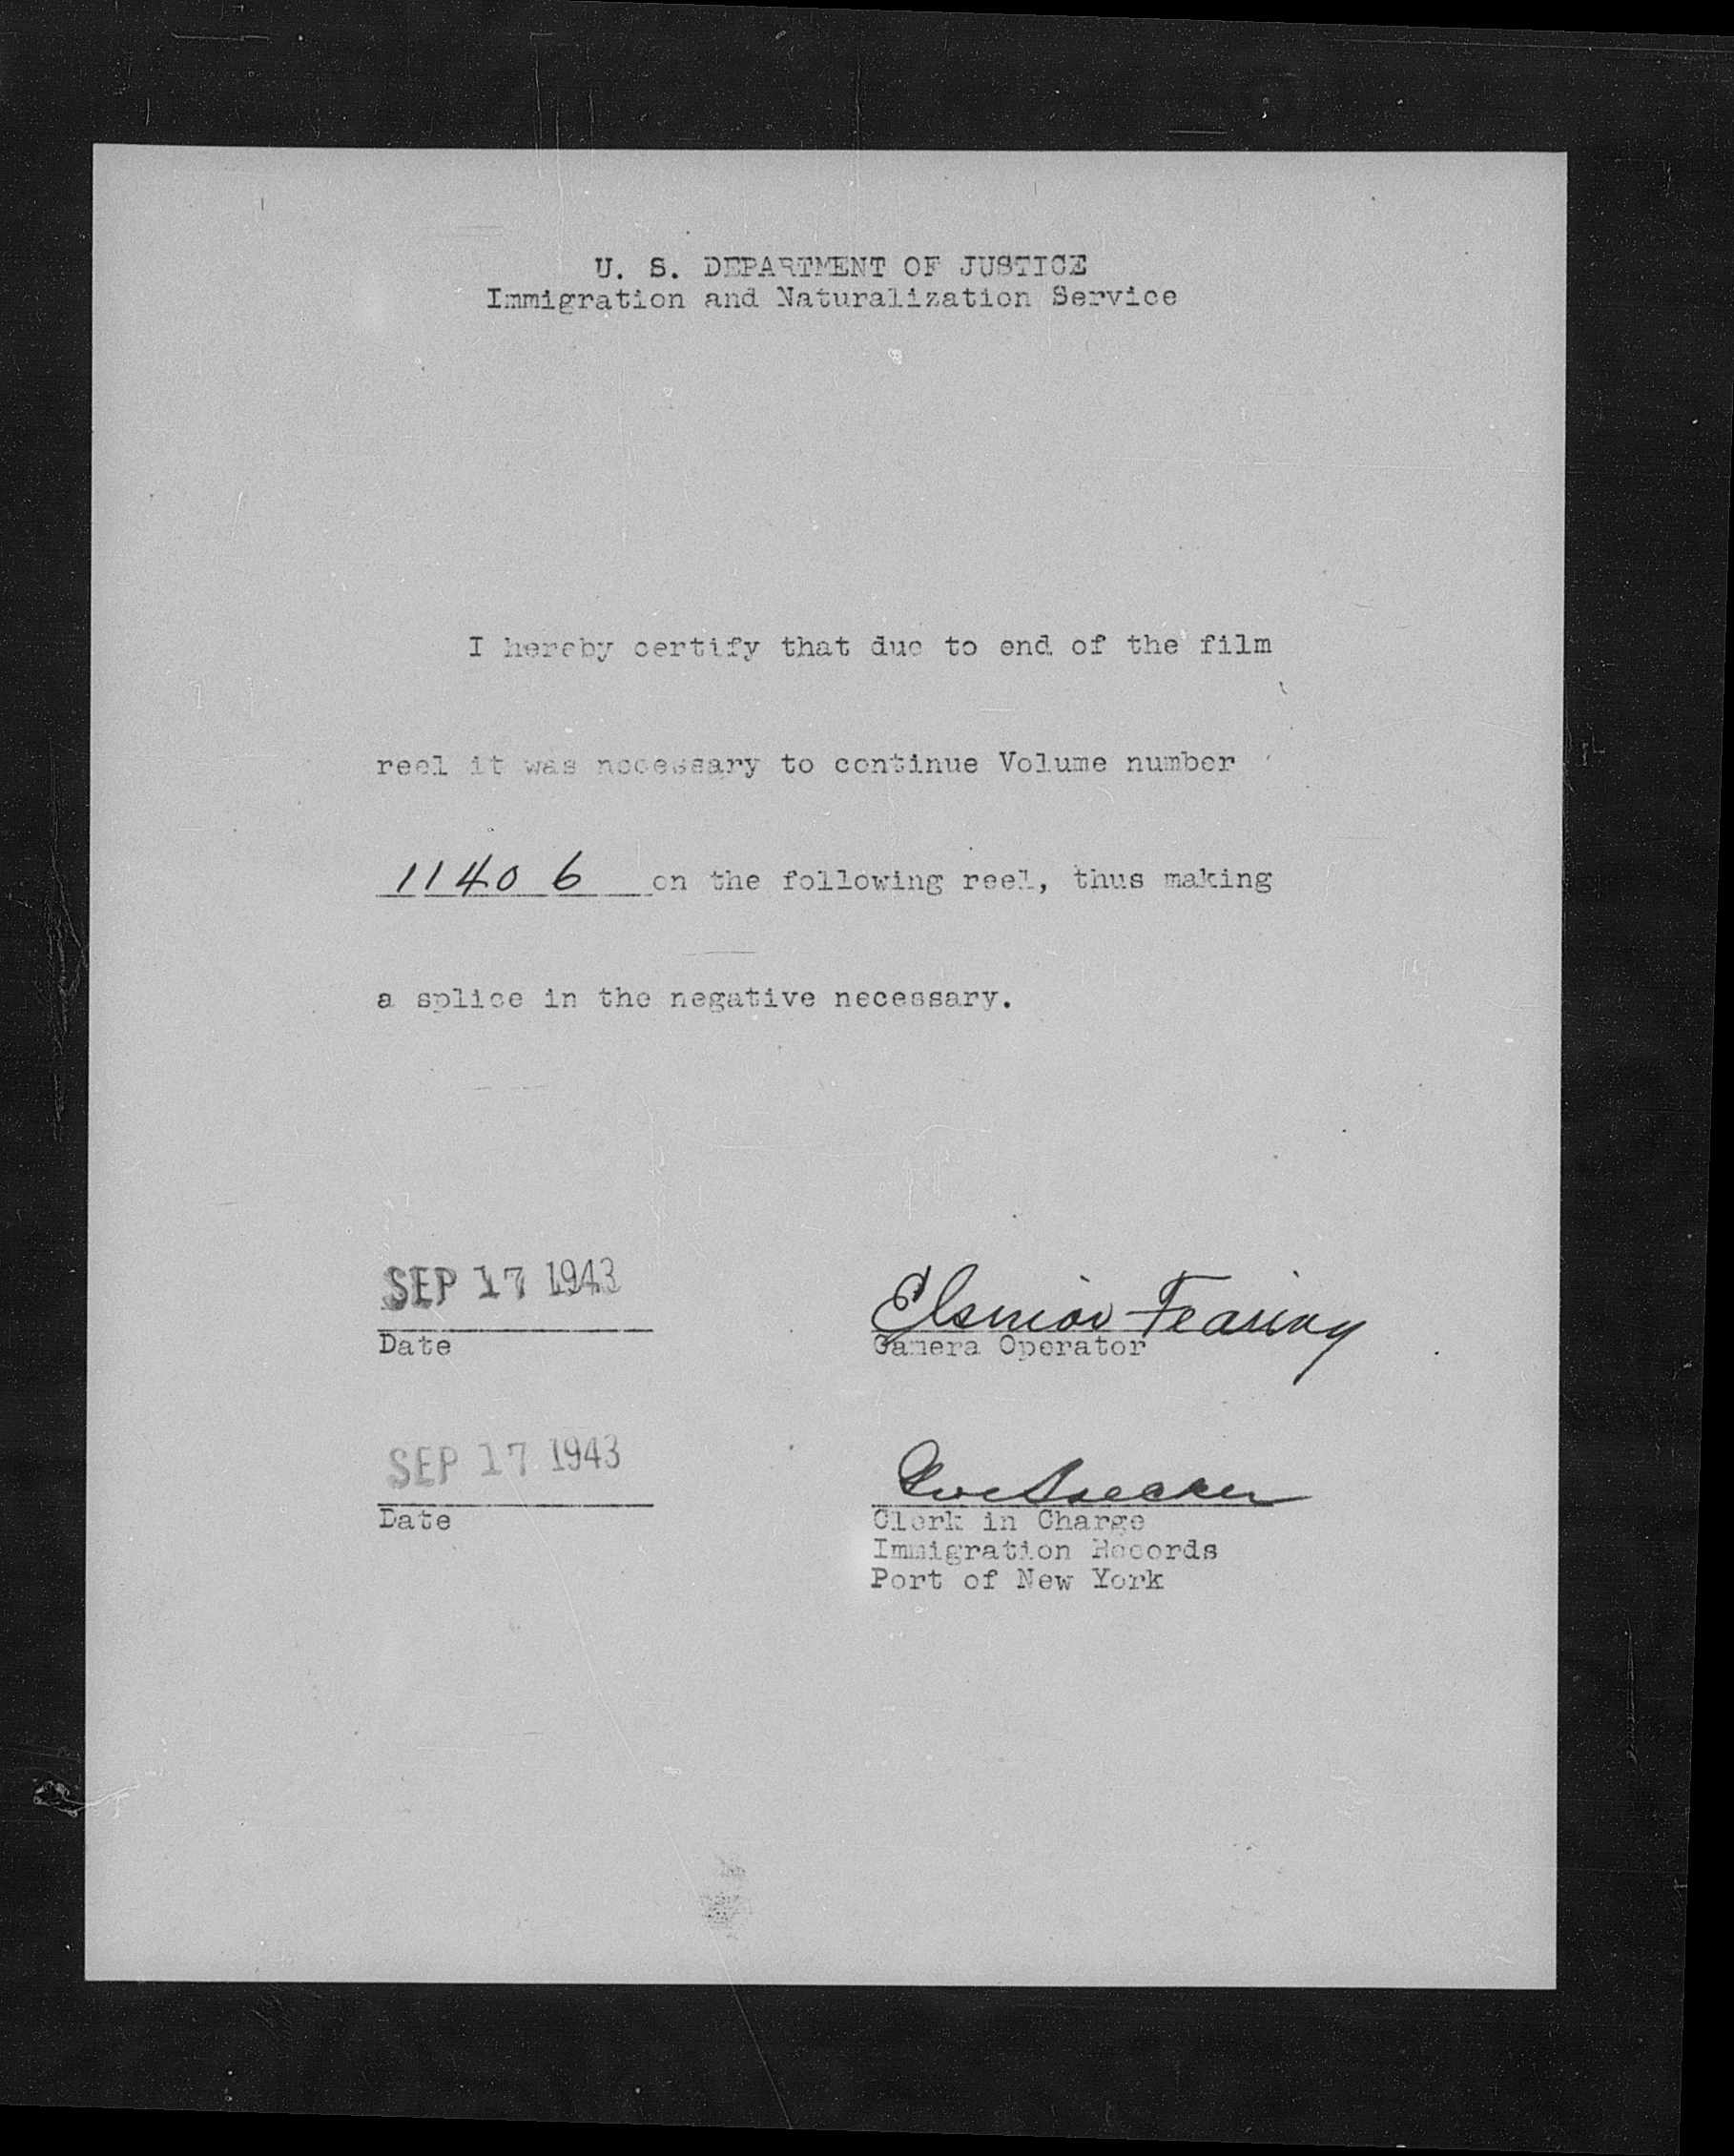 U. S. DEPARTMENT OF JUSTICE
Immigration and Naturalization Service
I hereby certify that due to end of the film
reel it was necessary to continue Volume number
11406 on the following reel, thus making
a splice in the negative necessary.
SEP 17 1943
Date
Fearing
Camera Operator
SEP 17 1943
Date
Clerk in Charge
Immigration Records
Port of New York